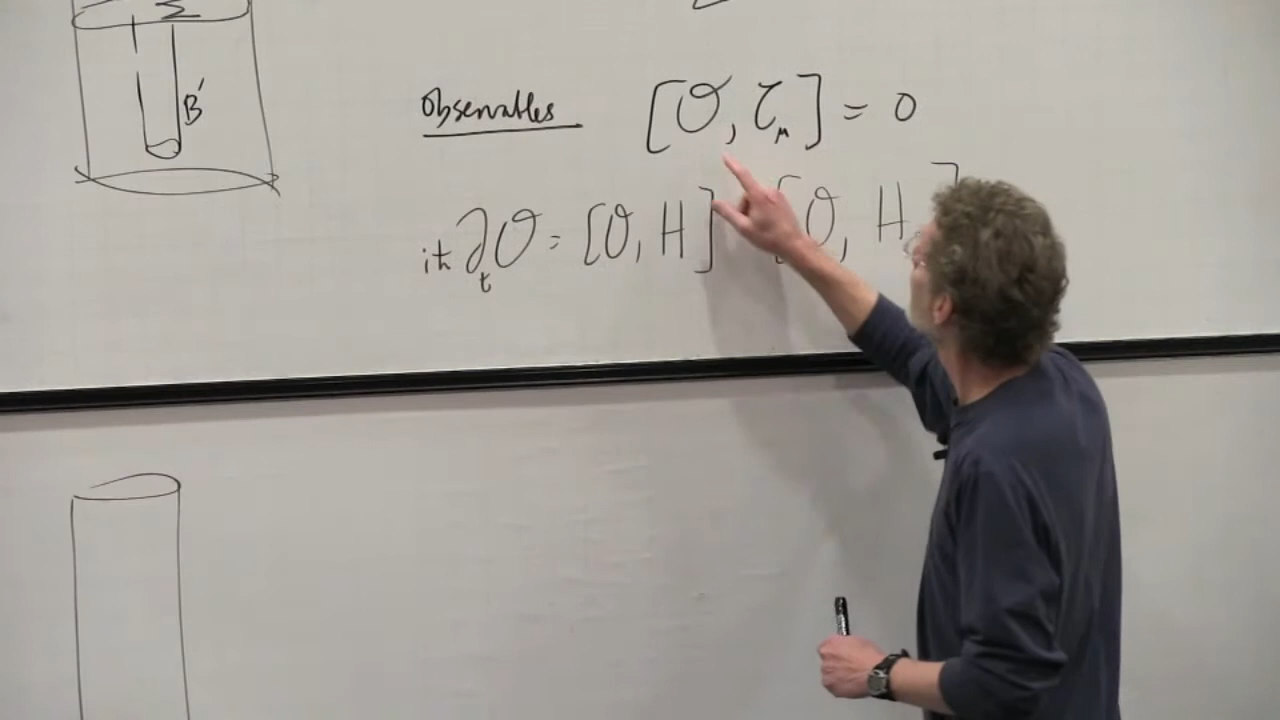 Σ
B′
Observables [𝒪, τ_μ] = 0
iħ ∂_t 𝒪 = [𝒪, H] [𝒪, H